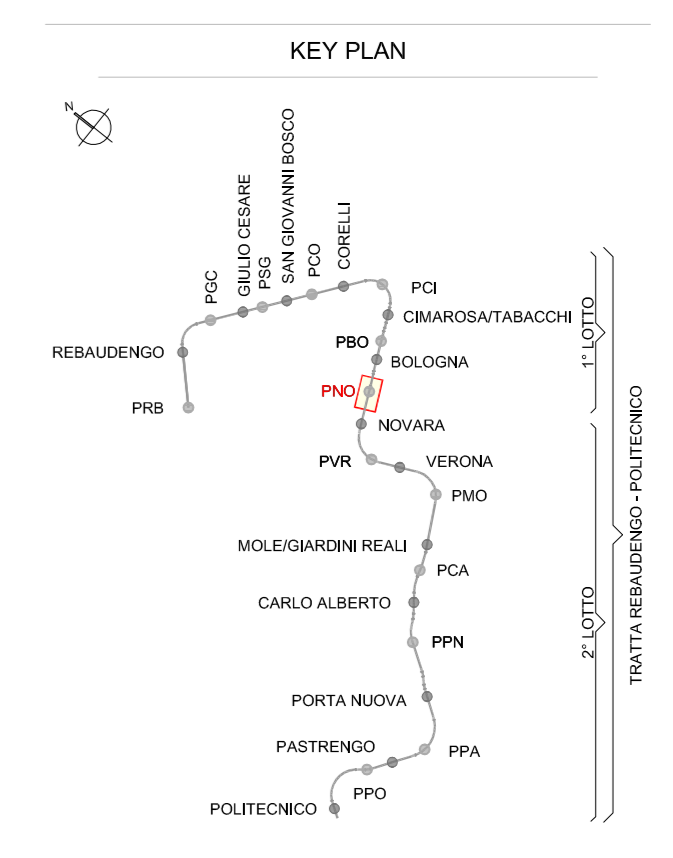 KEY PLAN
N
PGC
GIULIO CESARE
PSG
SAN GIOVANNI BOSCO
PCO
CORELLI
PCI
CIMAROSA/TABACCHI
PBO
REBAUDENGO
BOLOGNA
PNO
PRB
NOVARA
PVR
VERONA
PMO
MOLE/GIARDINI REALI
PCA
CARLO ALBERTO
PPN
PORTA NUOVA
PASTRENGO
PPA
PPO
POLITECNICO
1° LOTTO
2° LOTTO
TRATTA REBAUDENGO - POLITECNICO